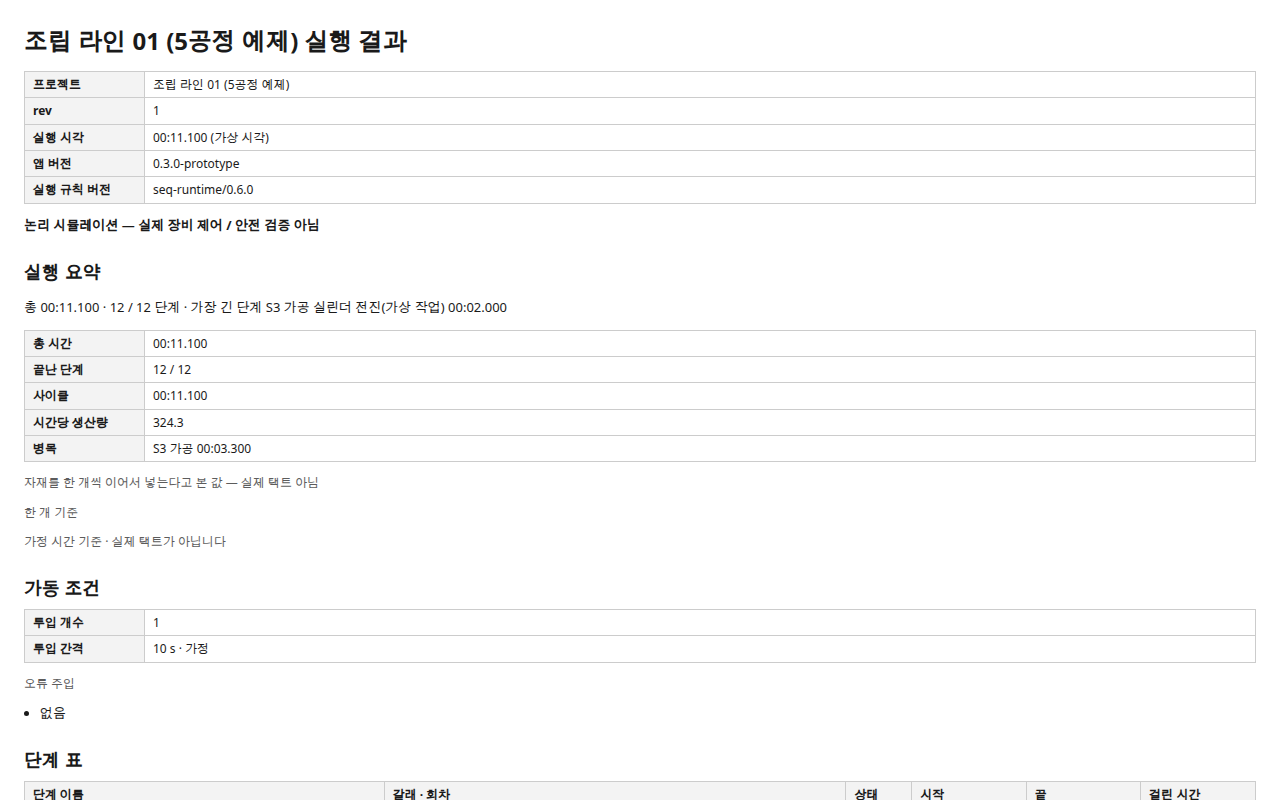 조립 라인 01 (5공정 예제) 실행 결과
프로젝트 조립 라인 01 (5공정 예제)
rev 1
실행 시각 00:11.100 (가상 시각)
앱 버전 0.3.0-prototype
실행 규칙 버전 seq-runtime/0.6.0
논리 시뮬레이션 — 실제 장비 제어 / 안전 검증 아님
실행 요약
총 00:11.100 · 12 / 12 단계 · 가장 긴 단계 S3 가공 실린더 전진(가상 작업) 00:02.000
총 시간 00:11.100
끝난 단계 12 / 12
사이클 00:11.100
시간당 생산량 324.3
병목 S3 가공 00:03.300
자재를 한 개씩 이어서 넣는다고 본 값 — 실제 택트 아님
한 개 기준
가정 시간 기준 · 실제 택트가 아닙니다
가동 조건
투입 개수 1
투입 간격 10 s · 가정
오류 주입
• 없음
단계 표
단계 이름 갈래 · 회차 상태 시작 끝 걸린 시간